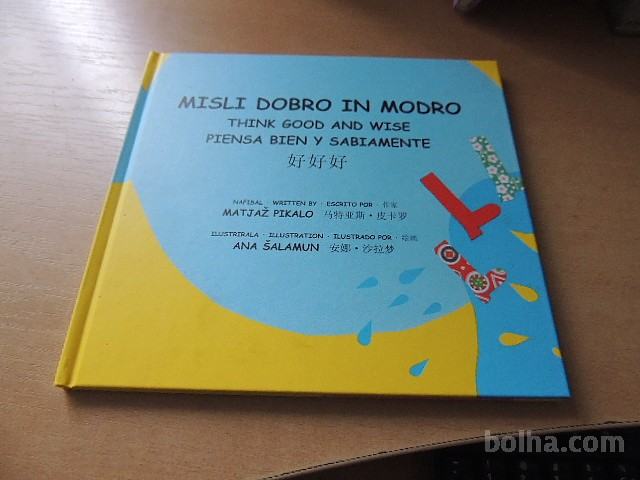 MISLI DOBRO IN MODRO
THINK GOOD AND WISE
PIENSA BIEN Y SABIAMENTE
好好好
NAFIBAL · WRITTEN BY · ESCRITO POR · 作家
MATJAŽ PIKALO 马特亚斯·皮卡罗
ILUSTRIRALA · ILLUSTRATION · ILUSTRADO POR · 绘画
ANA ŠALAMUN 安娜·沙拉梦
bolha.com